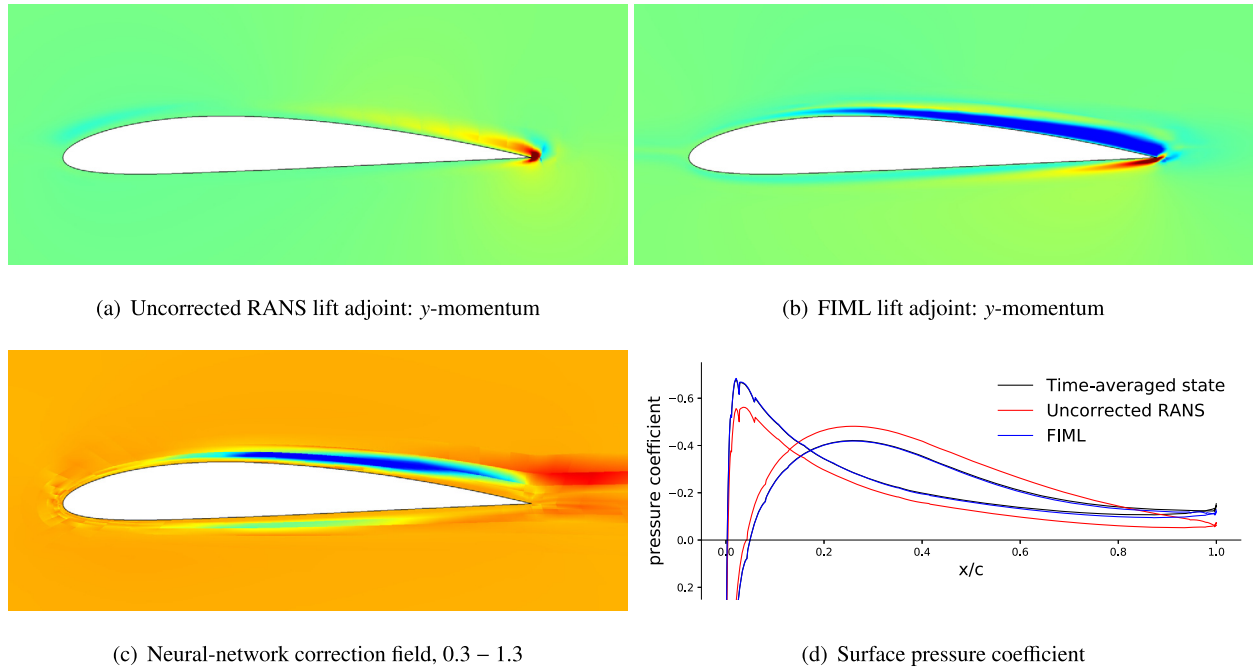 (a) Uncorrected RANS lift adjoint: y-momentum
(b) FIML lift adjoint: y-momentum
(c) Neural-network correction field, 0.3 − 1.3
−0.6
−0.4
−0.2
0.0
0.2
pressure coefficient
Time-averaged state
Uncorrected RANS
FIML
0.0
0.2
0.4
0.6
0.8
1.0
x/c
(d) Surface pressure coefficient